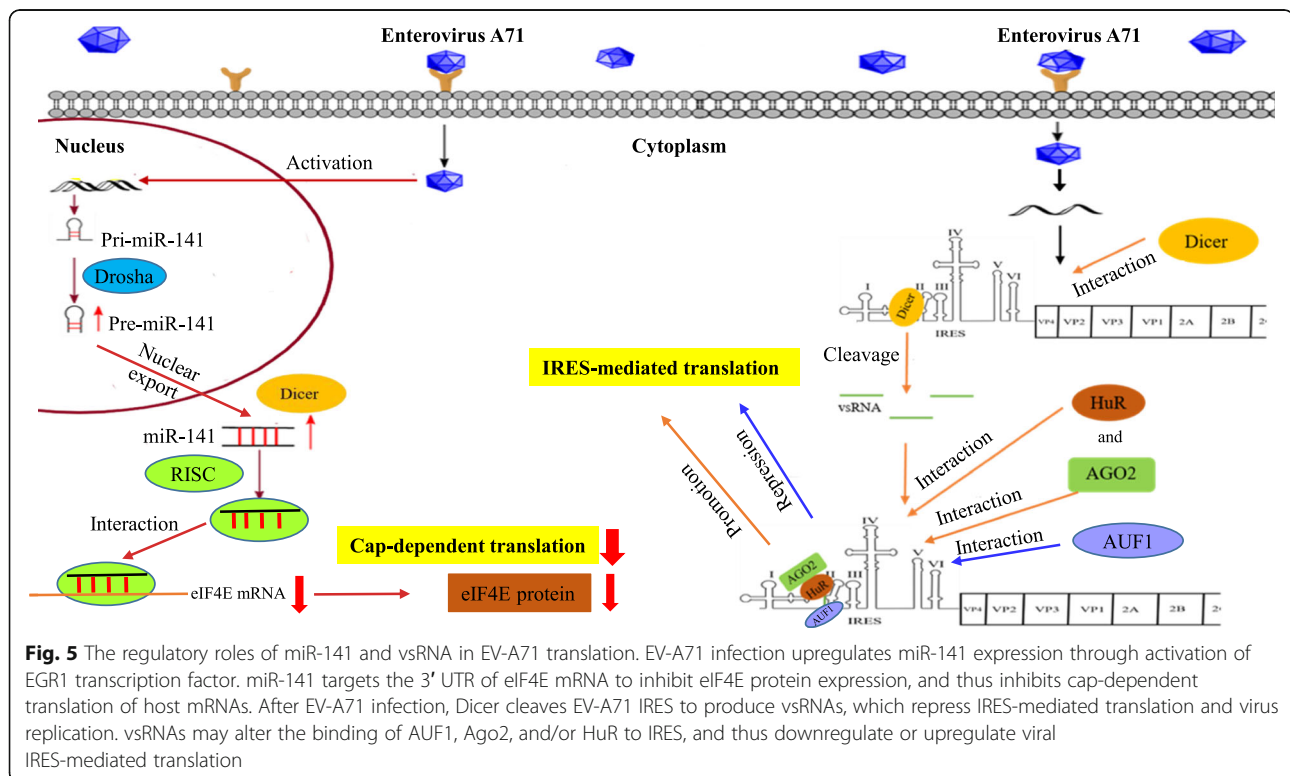 Enterovirus A71
Enterovirus A71
Nucleus
Cytoplasm
Activation
Pri-miR-141
Drosha
Pre-miR-141
Nuclear
export
Dicer
miR-141
RISC
Interaction
Cap-dependent translation
eIF4E mRNA
eIF4E protein
Dicer
Interaction
I
II
III
IV
V
VI
Dicer
IRES
VP4
VP2
VP3
VP1
2A
2B
Cleavage
IRES-mediated translation
vsRNA
HuR
and
AGO2
AUF1
Interaction
Interaction
Interaction
Promotion
Repression
I
II
III
IV
V
VI
AGO2
HuR
AUF1
IRES
VP4
VP2
VP3
VP1
2A
2B
Fig. 5 The regulatory roles of miR-141 and vsRNA in EV-A71 translation. EV-A71 infection upregulates miR-141 expression through activation of
EGR1 transcription factor. miR-141 targets the 3′ UTR of eIF4E mRNA to inhibit eIF4E protein expression, and thus inhibits cap-dependent
translation of host mRNAs. After EV-A71 infection, Dicer cleaves EV-A71 IRES to produce vsRNAs, which repress IRES-mediated translation and virus
replication. vsRNAs may alter the binding of AUF1, Ago2, and/or HuR to IRES, and thus downregulate or upregulate viral
IRES-mediated translation